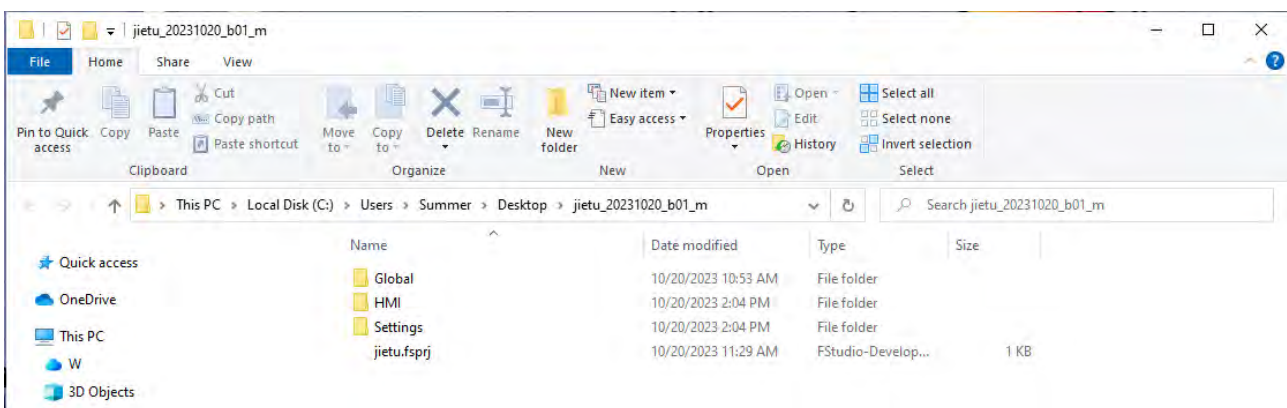 jietu_20231020_b01_m
File Home Share View
Pin to Quick access
Copy
Paste
Cut
Copy path
Paste shortcut
Clipboard
Move to
Copy to
Delete
Rename
Organize
New folder
New item
Easy access
New
Properties
Open
Edit
History
Open
Select all
Select none
Invert selection
Select
This PC > Local Disk (C:) > Users > Summer > Desktop > jietu_20231020_b01_m
Search jietu_20231020_b01_m
Quick access
OneDrive
This PC
W
3D Objects
Name Date modified Type Size
Global 10/20/2023 10:53 AM File folder
HMI 10/20/2023 2:04 PM File folder
Settings 10/20/2023 2:04 PM File folder
jietu.fsprj 10/20/2023 11:29 AM FStudio-Develop... 1 KB